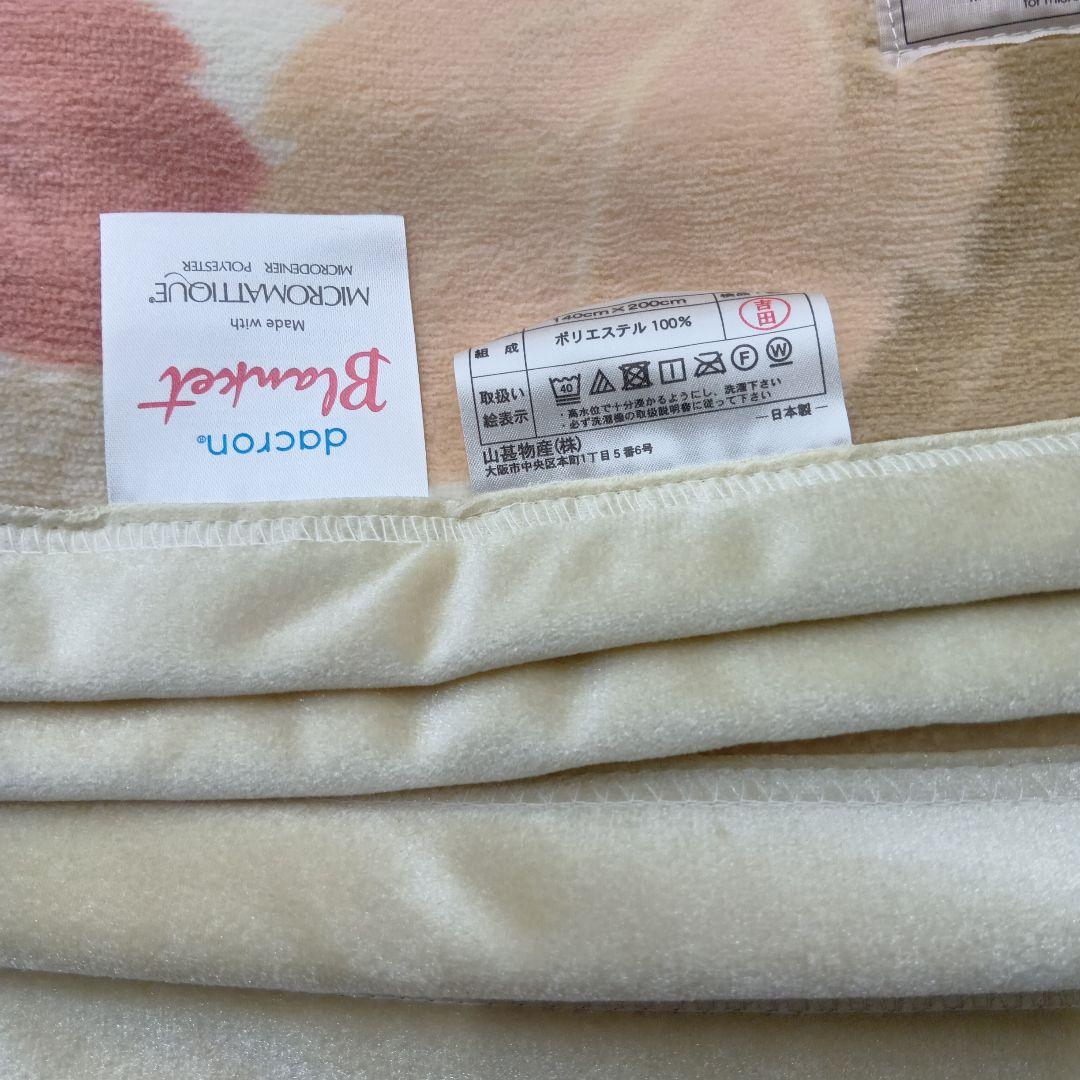 dacron®
Blanket
Made with
MICROMATTIQUE®
MICRODENIER POLYESTER
140cm×200cm
組成 ポリエステル 100%
吉田
取扱い
絵表示
40 F W
・高水位で十分浸かるようにし、洗濯下さい
・必ず洗濯機の取扱説明書に従って下さい
山甚物産(株) ー日本製ー
大阪市中央区本町1丁目5番6号